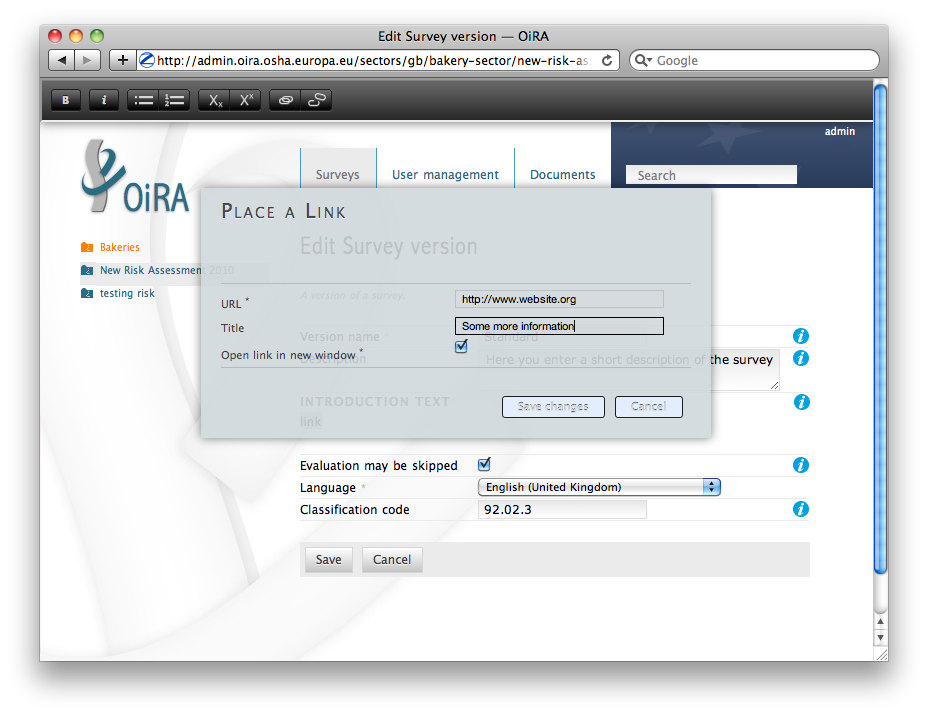 Edit Survey version — OiRA
http://admin.oira.osha.europa.eu/sectors/gb/bakery-sector/new-risk-as
Google
B i X x X x
admin
OiRA
Surveys User management Documents
Search
PLACE A LINK
Edit Survey version
Bakeries
New Risk Assessment 2010
testing risk
A version of a survey.
URL * http://www.website.org
Title Some more information
Version name * Standard
Open link in new window *
Description Here you enter a short description of the survey
INTRODUCTION TEXT
Save changes Cancel
link
Evaluation may be skipped
Language * English (United Kingdom)
Classification code 92.02.3
Save Cancel